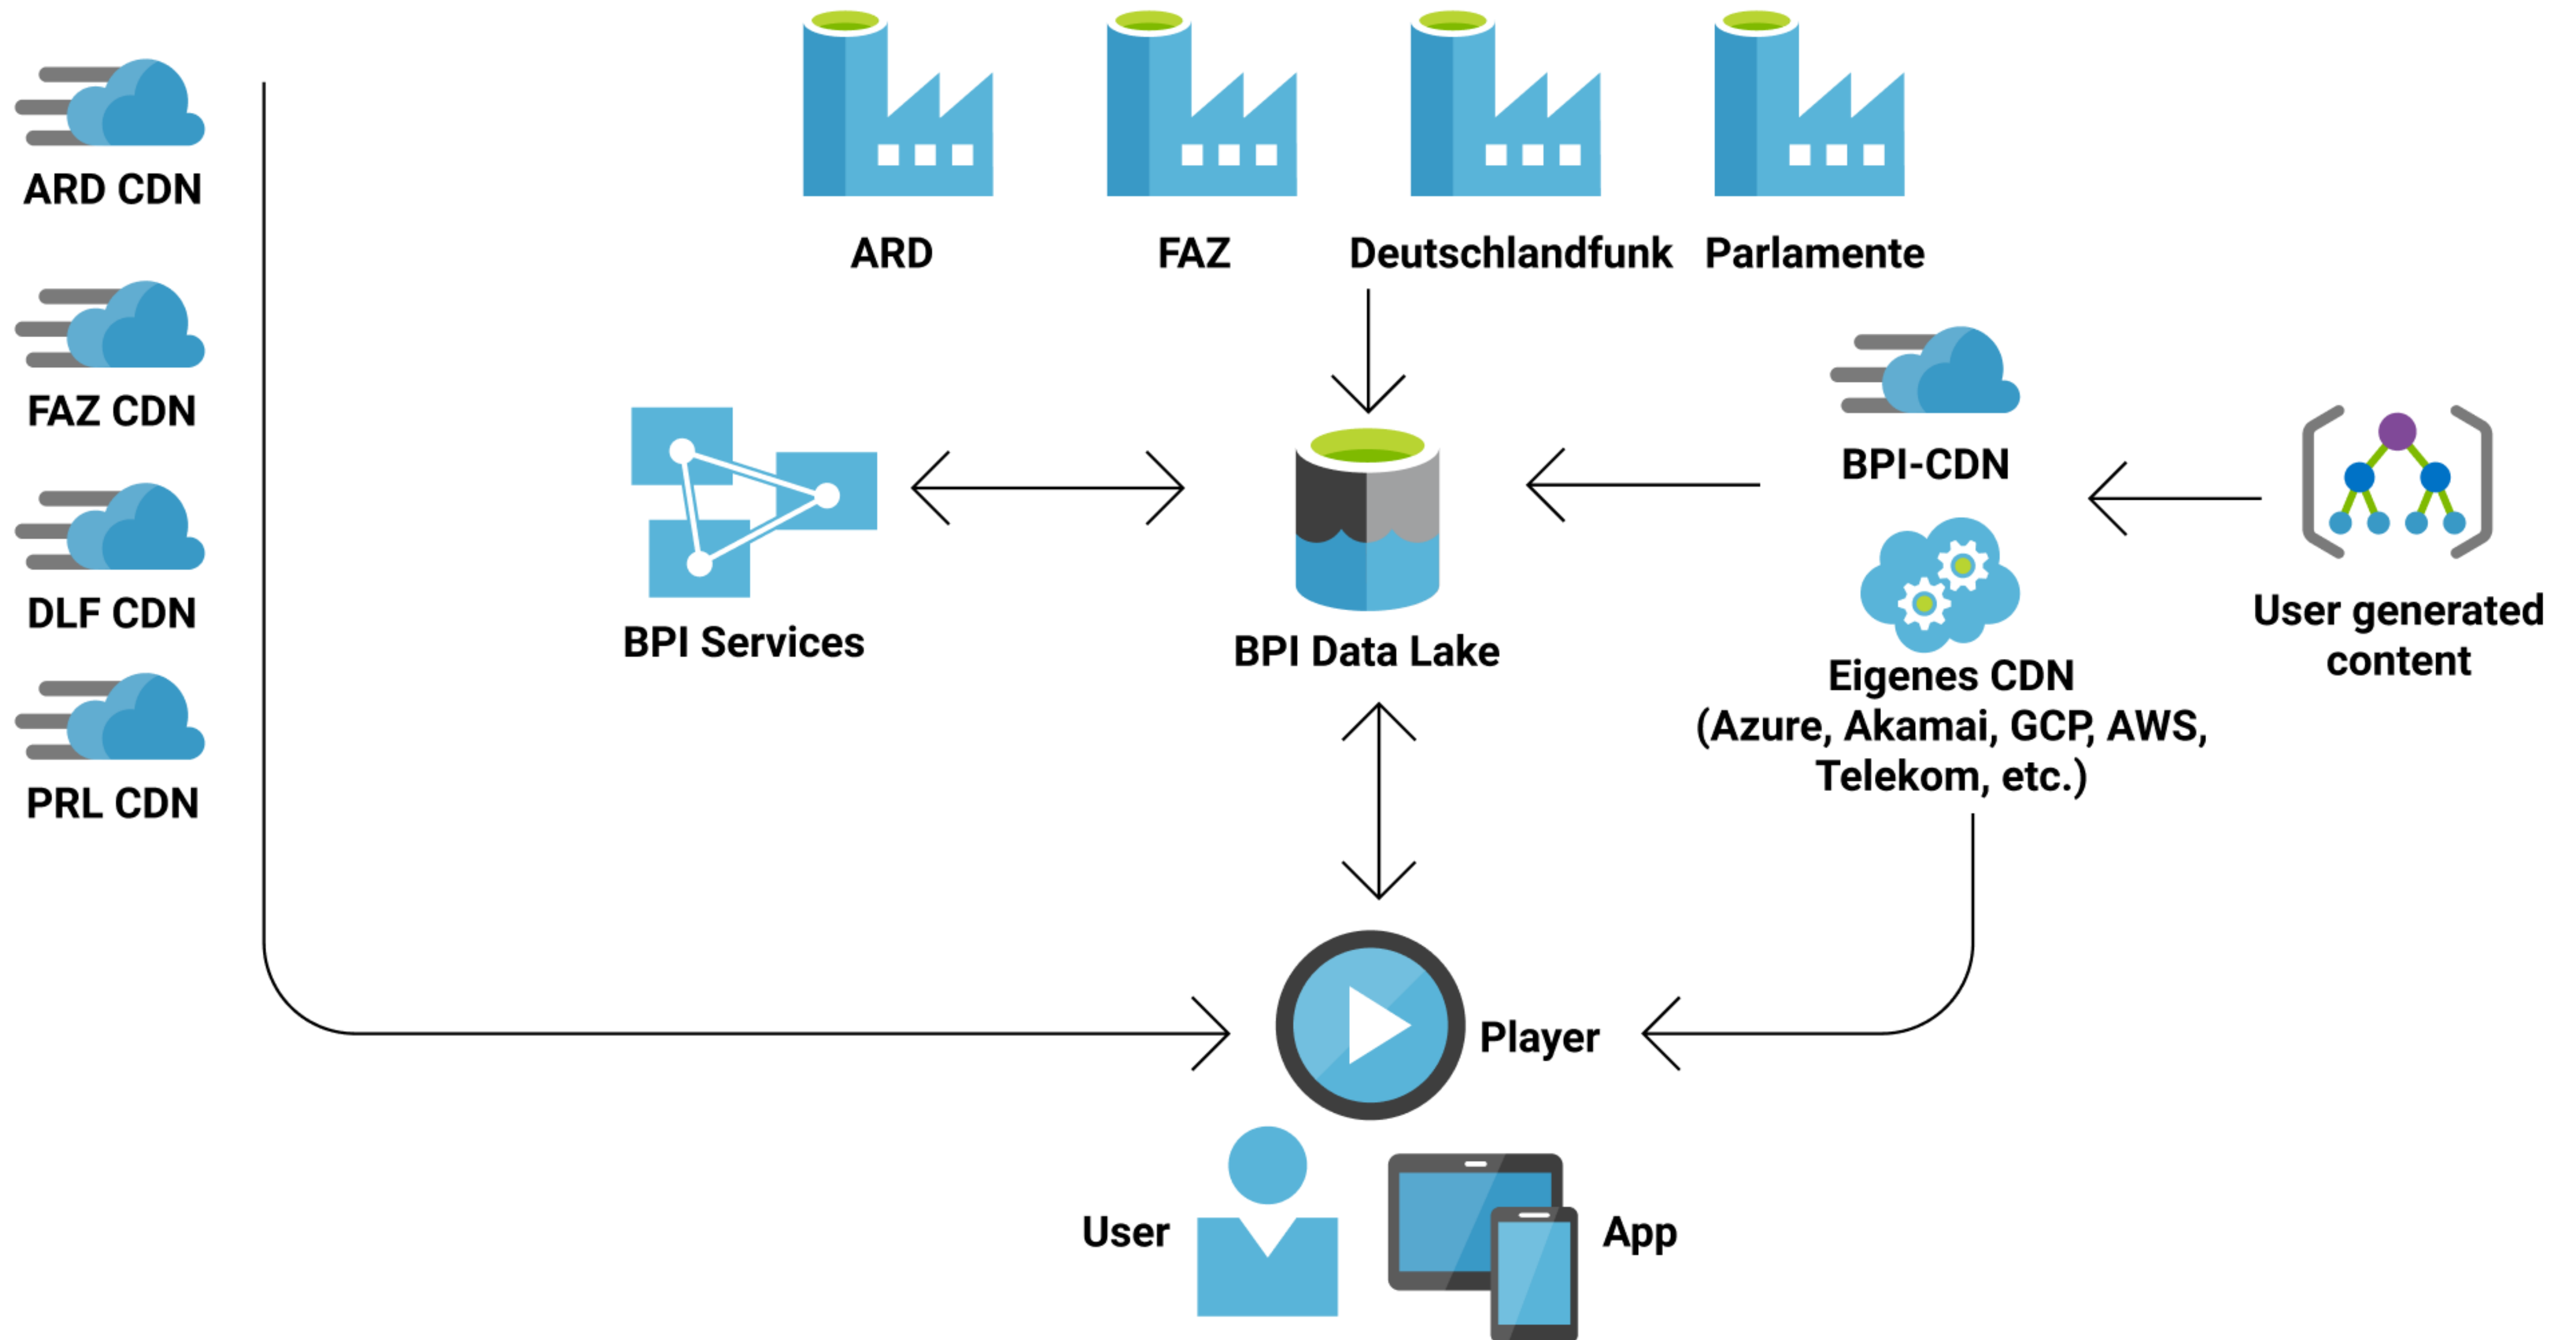 ARD CDN
FAZ CDN
DLF CDN
PRL CDN
ARD
FAZ
Deutschlandfunk
Parlamente
BPI Services
BPI Data Lake
BPI-CDN
Eigenes CDN
(Azure, Akamai, GCP, AWS,
Telekom, etc.)
User generated
content
Player
User
App